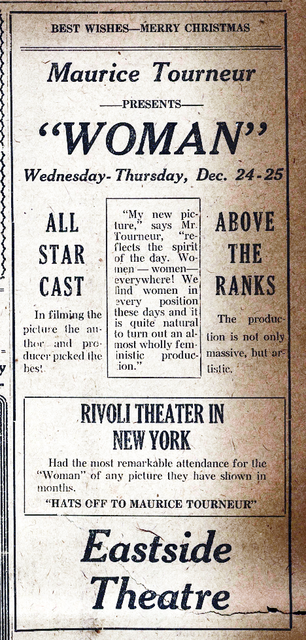 BEST WISHES—MERRY CHRISTMAS
Maurice Tourneur
—PRESENTS—
"WOMAN"
Wednesday-Thursday, Dec. 24-25
ALL
STAR
CAST
In filming the
picture the au-
thor and pro-
ducer picked the
best.
"My new pic-
ture," says Mr.
Tourneur, "re-
flects the spirit
of the day. Wo-
men — women—
everywhere! We
find women in
every position
these days and it
is quite natural
to turn out an al-
most wholly fem-
inistic produc-
ion."
ABOVE
THE
RANKS
The produc-
tion is not only
massive, but ar-
tistic.
RIVOLI THEATER IN
NEW YORK
Had the most remarkable attendance for the
"Woman" of any picture they have shown in
months.
"HATS OFF TO MAURICE TOURNEUR"
Eastside
Theatre